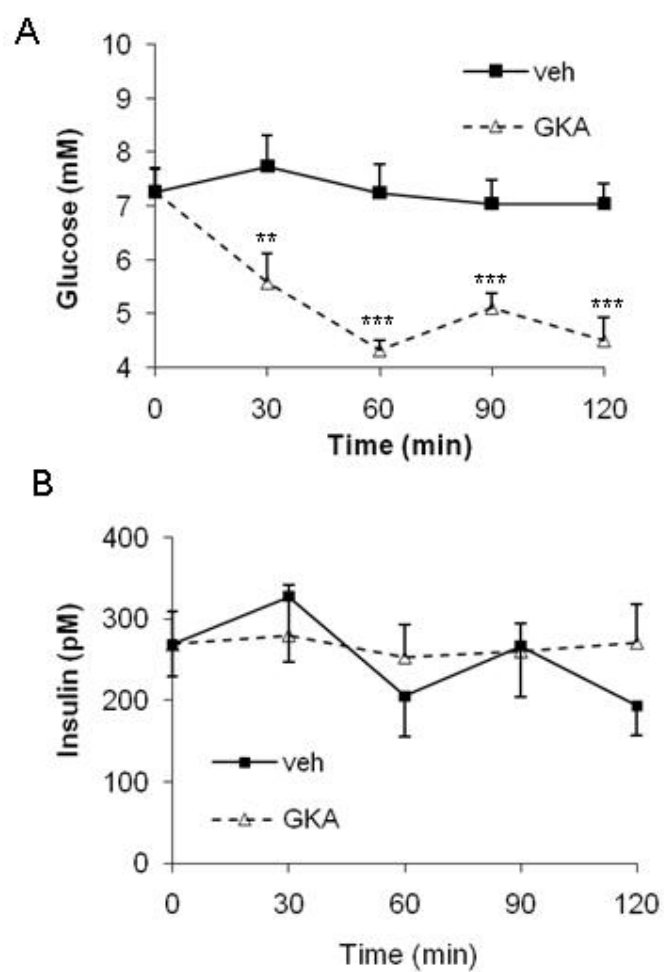 A
10
9
8
7
6
5
4
Glucose (mM)
veh
GKA
**
***
***
***
0 30 60 90 120
Time (min)
B
400
300
200
100
0
Insulin (pM)
veh
GKA
0 30 60 90 120
Time (min)